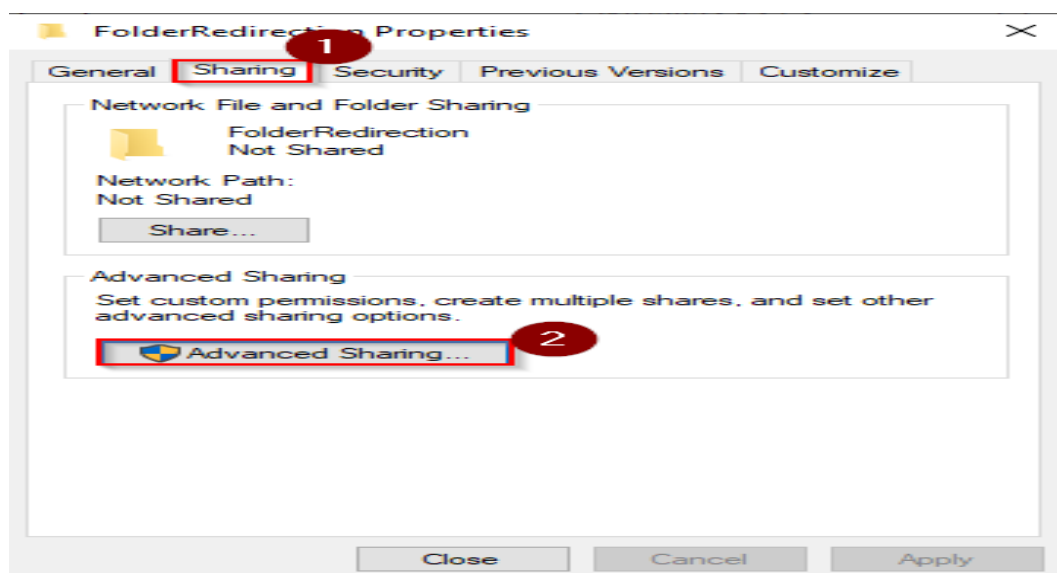 FolderRedirection Properties
1
General Sharing Security Previous Versions Customize
Network File and Folder Sharing
FolderRedirection
Not Shared
Network Path:
Not Shared
Share...
Advanced Sharing
Set custom permissions, create multiple shares, and set other
advanced sharing options.
2
Advanced Sharing...
Close Cancel Apply